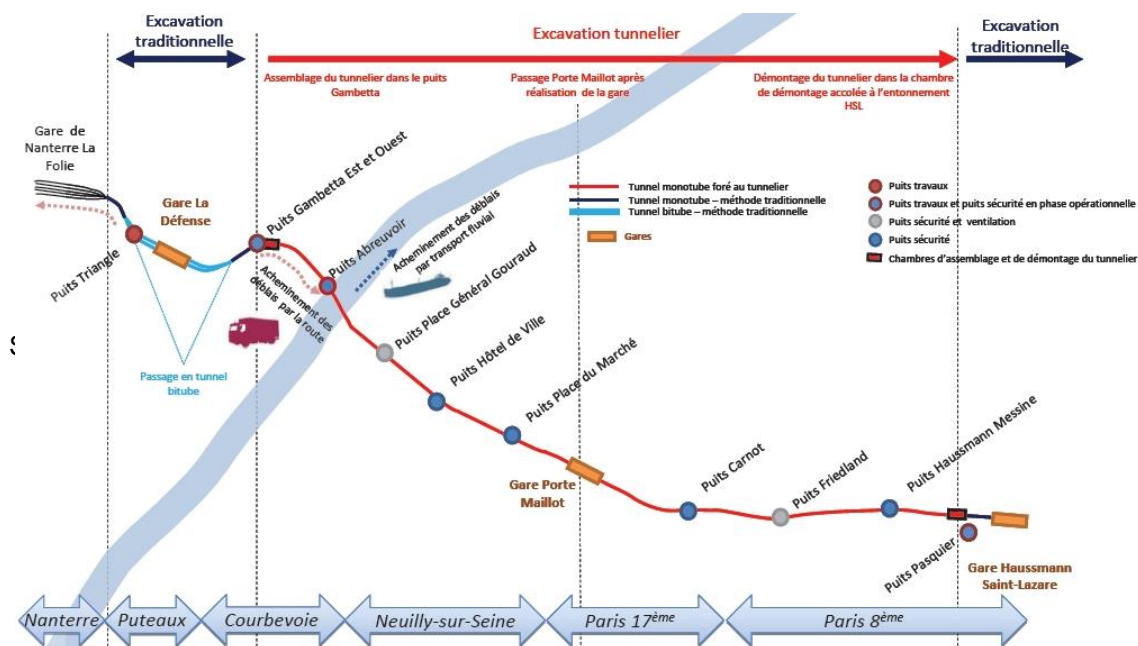 Excavation
traditionnelle
Excavation tunnelier
Excavation
traditionnelle
Assemblage du tunnelier dans le puits
Gambetta
Passage Porte Maillot après
réalisation de la gare
Démontage du tunnelier dans la chambre
de démontage accolée à l'entonnement
HSL
Gare de
Nanterre La
Folie
Gare La
Défense
Puits Triangle
Passage en tunnel
bitube
Puits Gambetta Est et Ouest
Acheminement des
déblais par la route
Puits Abreuvoir
Acheminement des déblais
par transport fluvial
Puits Place Général Gouraud
Puits Hôtel de Ville
Puits Place du Marché
Gare Porte
Maillot
Puits Carnot
Puits Friedland
Puits Haussmann Messine
Puits Pasquier
Gare Haussmann
Saint-Lazare
Tunnel monotube foré au tunnelier
Tunnel monotube – méthode traditionnelle
Tunnel bitube – méthode traditionnelle
Gares
Puits travaux
Puits travaux et puits sécurité en phase opérationnelle
Puits sécurité et ventilation
Puits sécurité
Chambres d'assemblage et de démontage du tunnelier
Nanterre
Puteaux
Courbevoie
Neuilly-sur-Seine
Paris 17ème
Paris 8ème